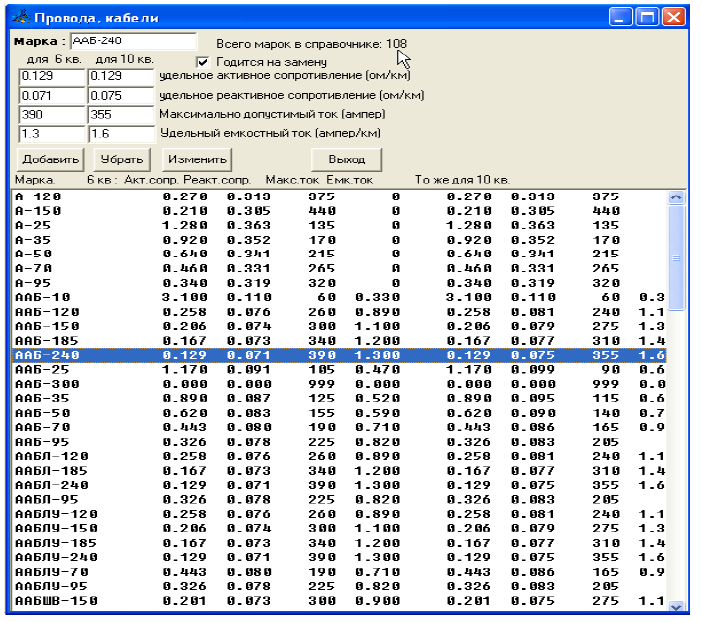 Провода, кабели
Марка : ААБ-240 Всего марок в справочнике: 108
для 6 кв. для 10 кв. Годится на замену
0.129 0.129 удельное активное сопротивление (ом/км)
0.071 0.075 удельное реактивное сопротивление (ом/км)
390 355 Максимально допустимый ток (ампер)
1.3 1.6 Удельный емкостный ток (ампер/км)
Добавить Убрать Изменить Выход
Марка. 6 кв : Акт.сопр. Реакт.сопр. Макс.ток Емк.ток То же для 10 кв.
А 120 0.270 0.319 375 0 0.270 0.319 375
А-150 0.210 0.305 440 0 0.210 0.305 440
А-25 1.280 0.363 135 0 1.280 0.363 135
А-35 0.920 0.352 170 0 0.920 0.352 170
А-50 0.640 0.341 215 0 0.640 0.341 215
А-70 0.460 0.331 265 0 0.460 0.331 265
А-95 0.340 0.319 320 0 0.340 0.319 320
ААБ-10 3.100 0.110 60 0.330 3.100 0.110 60 0.3
ААБ-120 0.258 0.076 260 0.890 0.258 0.081 240 1.1
ААБ-150 0.206 0.074 300 1.100 0.206 0.079 275 1.3
ААБ-185 0.167 0.073 340 1.200 0.167 0.077 310 1.4
ААБ-240 0.129 0.071 390 1.300 0.129 0.075 355 1.6
ААБ-25 1.170 0.091 105 0.470 1.170 0.099 90 0.6
ААБ-300 0.000 0.000 999 0.000 0.000 0.000 999 0.0
ААБ-35 0.890 0.087 125 0.520 0.890 0.095 115 0.6
ААБ-50 0.620 0.083 155 0.590 0.620 0.090 140 0.7
ААБ-70 0.443 0.080 190 0.710 0.443 0.086 165 0.9
ААБ-95 0.326 0.078 225 0.820 0.326 0.083 205
ААБЛ-120 0.258 0.076 260 0.890 0.258 0.081 240 1.1
ААБЛ-185 0.167 0.073 340 1.200 0.167 0.077 310 1.4
ААБЛ-240 0.129 0.071 390 1.300 0.129 0.075 355 1.6
ААБЛ-95 0.326 0.078 225 0.820 0.326 0.083 205
ААБЛУ-120 0.258 0.076 260 0.890 0.258 0.081 240 1.1
ААБЛУ-150 0.206 0.074 300 1.100 0.206 0.079 275 1.3
ААБЛУ-185 0.167 0.073 340 1.200 0.167 0.077 310 1.4
ААБЛУ-240 0.129 0.071 390 1.300 0.129 0.075 355 1.6
ААБЛУ-70 0.443 0.080 190 0.710 0.443 0.086 165 0.9
ААБЛУ-95 0.326 0.078 225 0.820 0.326 0.083 205
ААБШВ-150 0.201 0.073 300 0.900 0.201 0.075 275 1.1